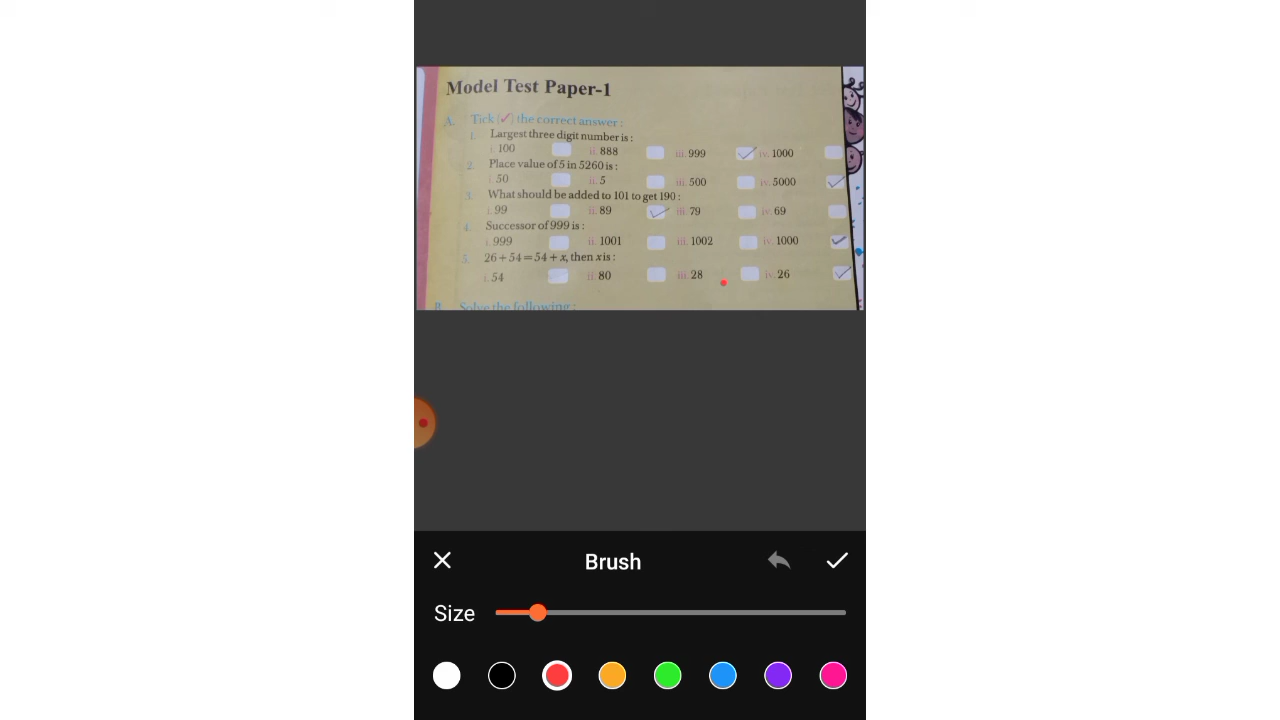 Model Test Paper-1
A. Tick (✓) the correct answer :
1. Largest three digit number is :
i. 100 ii. 888 iii. 999 iv. 1000
2. Place value of 5 in 5260 is :
i. 50 ii. 5 iii. 500 iv. 5000
3. What should be added to 101 to get 190 :
i. 99 ii. 89 iii. 79 iv. 69
4. Successor of 999 is :
i. 999 ii. 1001 iii. 1002 iv. 1000
5. 26 + 54 = 54 + x, then x is :
i. 54 ii. 80 iii. 28 iv. 26
B. Solve the following :
Brush
Size